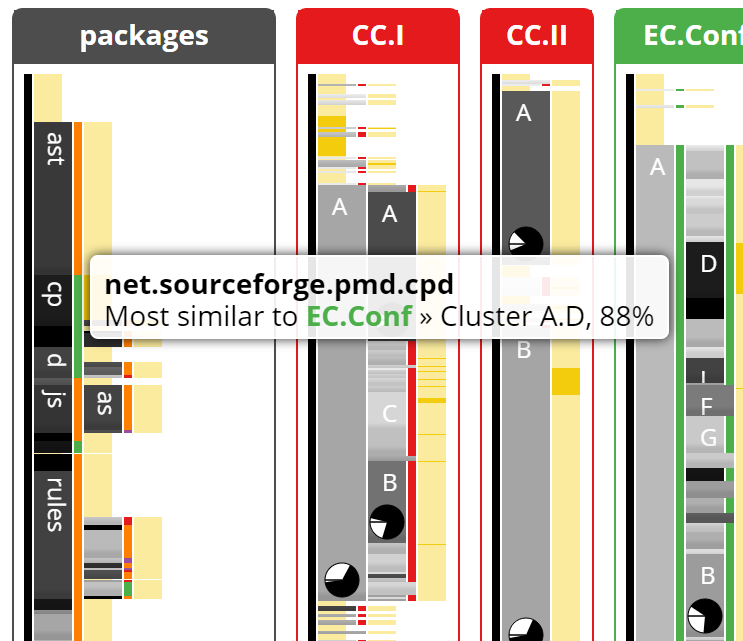 packages
CC.I
CC.II
EC.Conf
ast
cp
d
js
as
rules
A
A
C
B
A
B
A
D
I
F
G
B
net.sourceforge.pmd.cpd
Most similar to EC.Conf » Cluster A.D, 88%